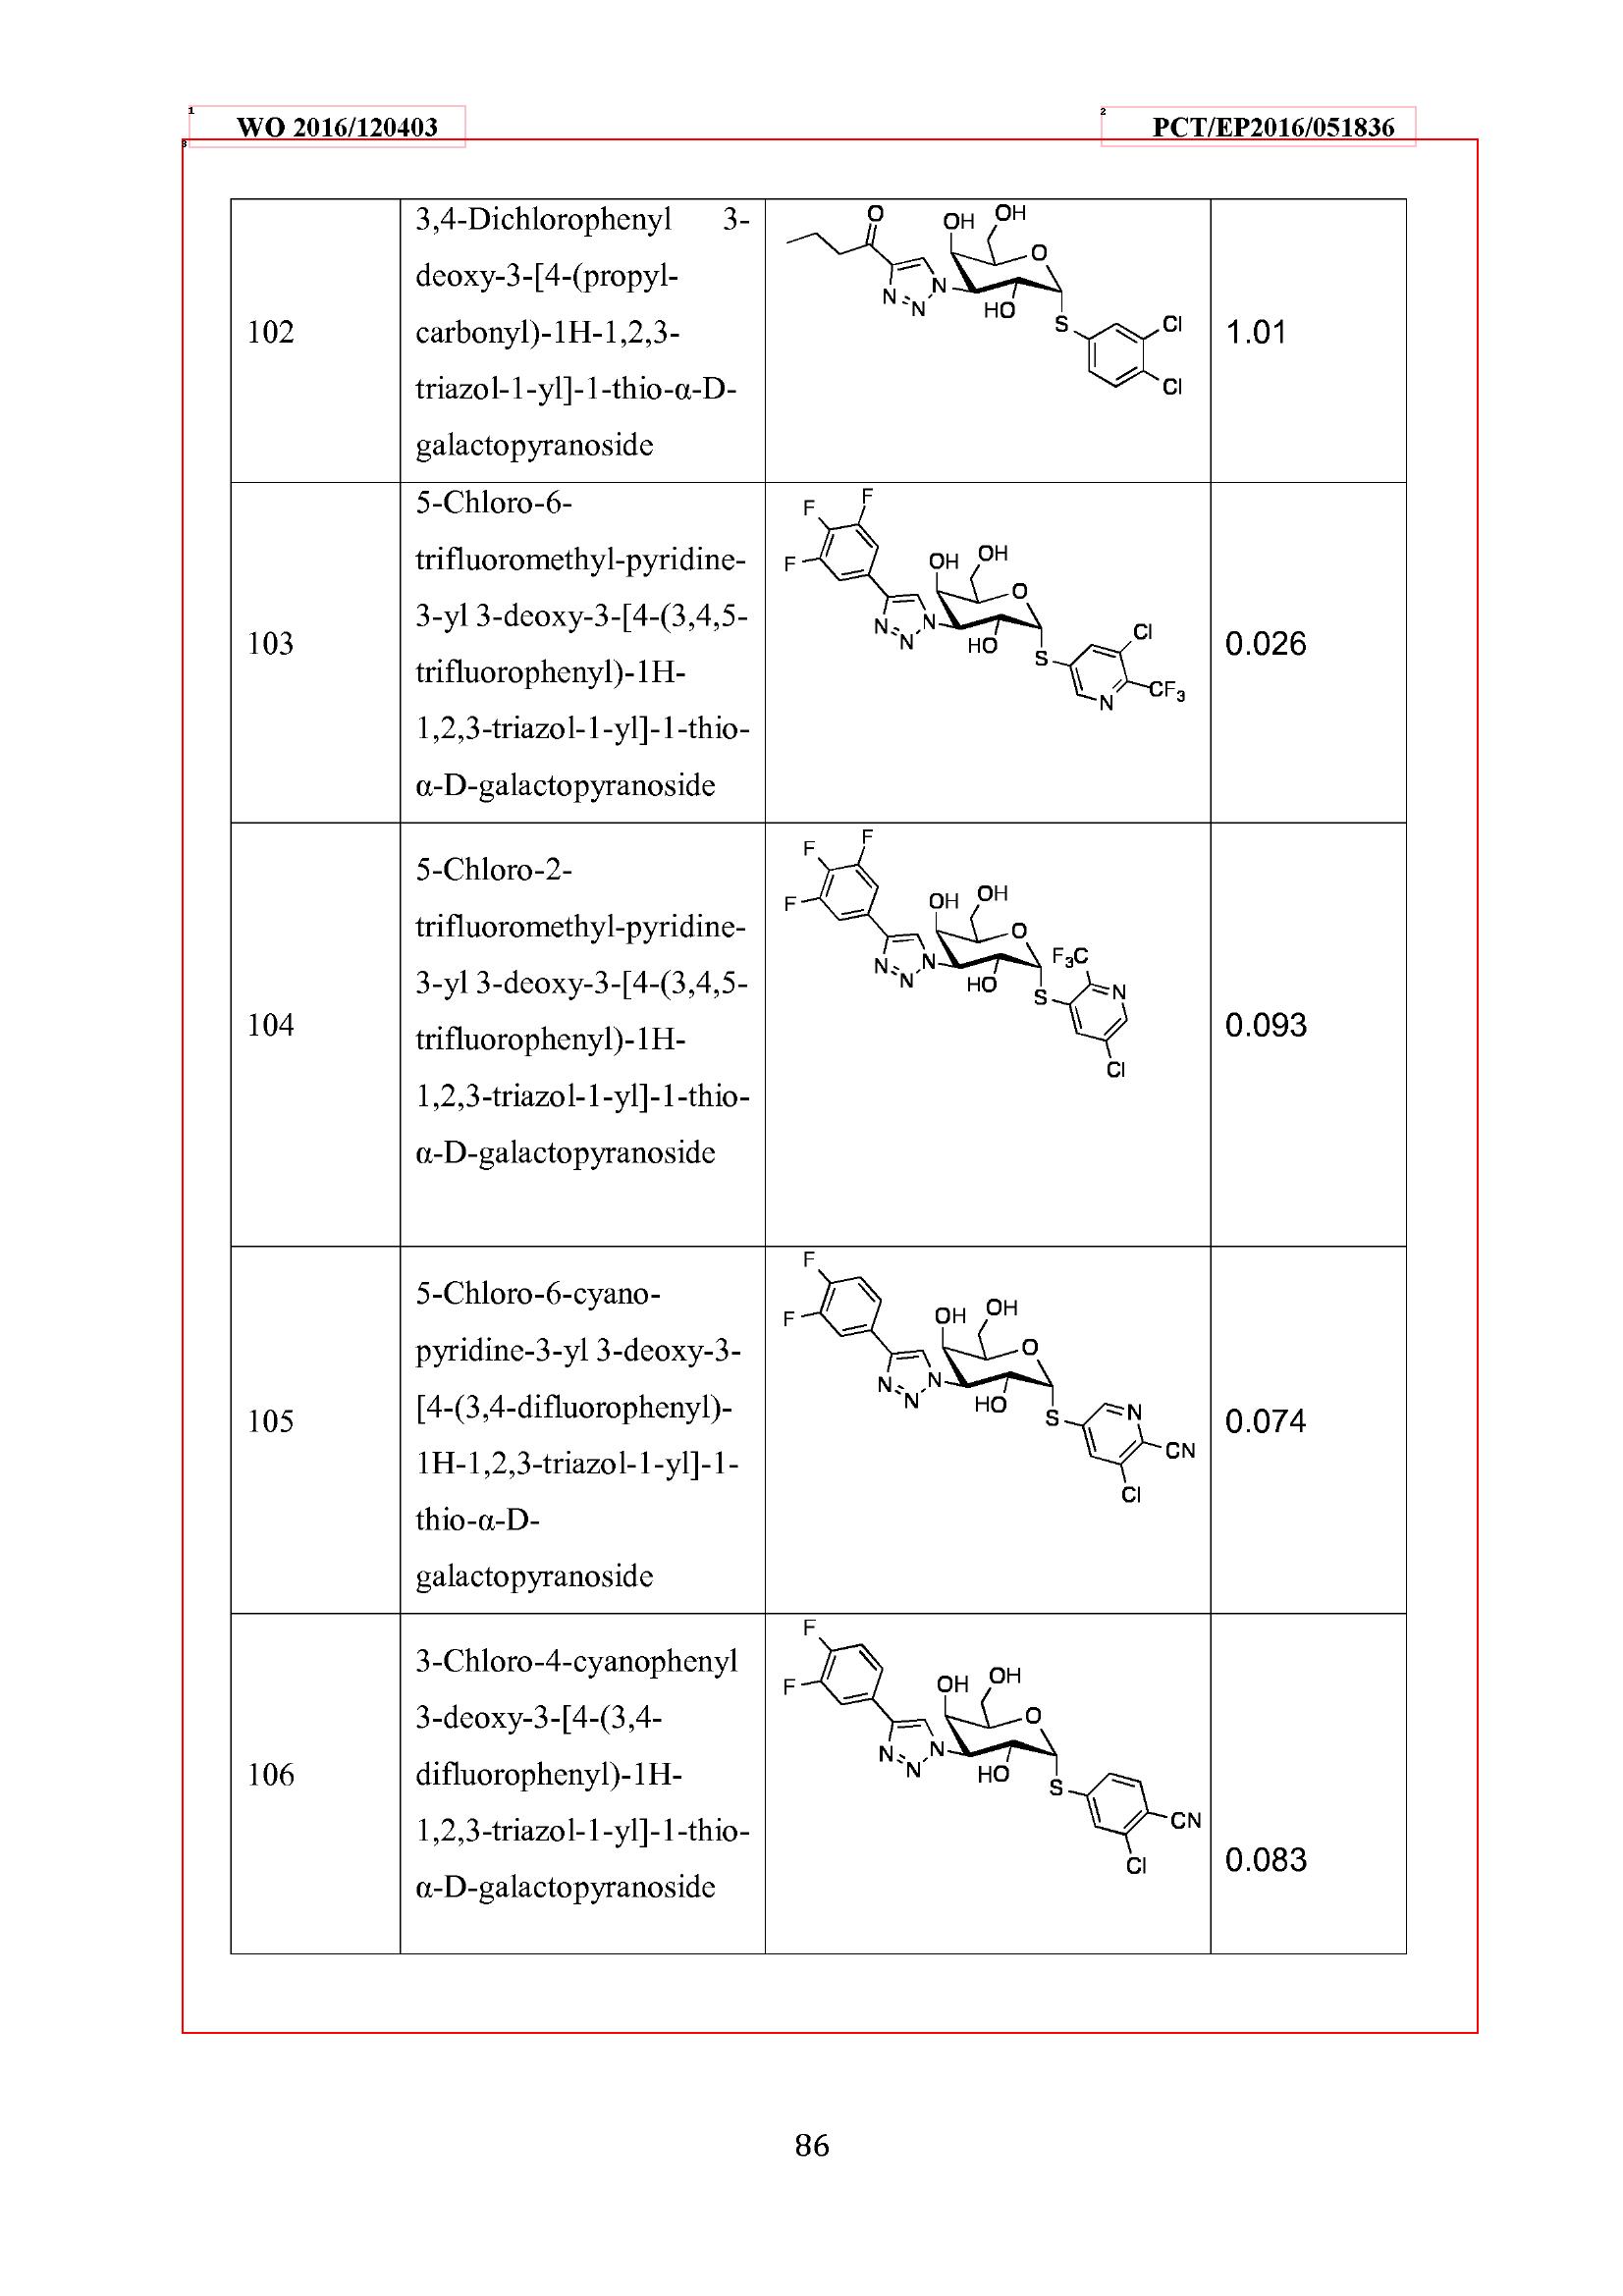 WO 2016/120403
PCT/EP2016/051836
1
2
3
102
3,4-Dichlorophenyl 3-
deoxy-3-[4-(propyl-
carbonyl)-1H-1,2,3-
triazol-1-yl]-1-thio-α-D-
galactopyranoside
O
OH
OH
O
N
N
N
HO
S
Cl
Cl
1.01
103
5-Chloro-6-
trifluoromethyl-pyridine-
3-yl 3-deoxy-3-[4-(3,4,5-
trifluorophenyl)-1H-
1,2,3-triazol-1-yl]-1-thio-
α-D-galactopyranoside
F
F
F
OH
OH
O
N
N
N
HO
S
Cl
CF3
N
0.026
104
5-Chloro-2-
trifluoromethyl-pyridine-
3-yl 3-deoxy-3-[4-(3,4,5-
trifluorophenyl)-1H-
1,2,3-triazol-1-yl]-1-thio-
α-D-galactopyranoside
F
F
F
OH
OH
O
N
N
N
HO
F3C
S
N
Cl
0.093
105
5-Chloro-6-cyano-
pyridine-3-yl 3-deoxy-3-
[4-(3,4-difluorophenyl)-
1H-1,2,3-triazol-1-yl]-1-
thio-α-D-
galactopyranoside
F
F
OH
OH
O
N
N
N
HO
S
N
CN
Cl
0.074
106
3-Chloro-4-cyanophenyl
3-deoxy-3-[4-(3,4-
difluorophenyl)-1H-
1,2,3-triazol-1-yl]-1-thio-
α-D-galactopyranoside
F
F
OH
OH
O
N
N
N
HO
S
CN
Cl
0.083
86